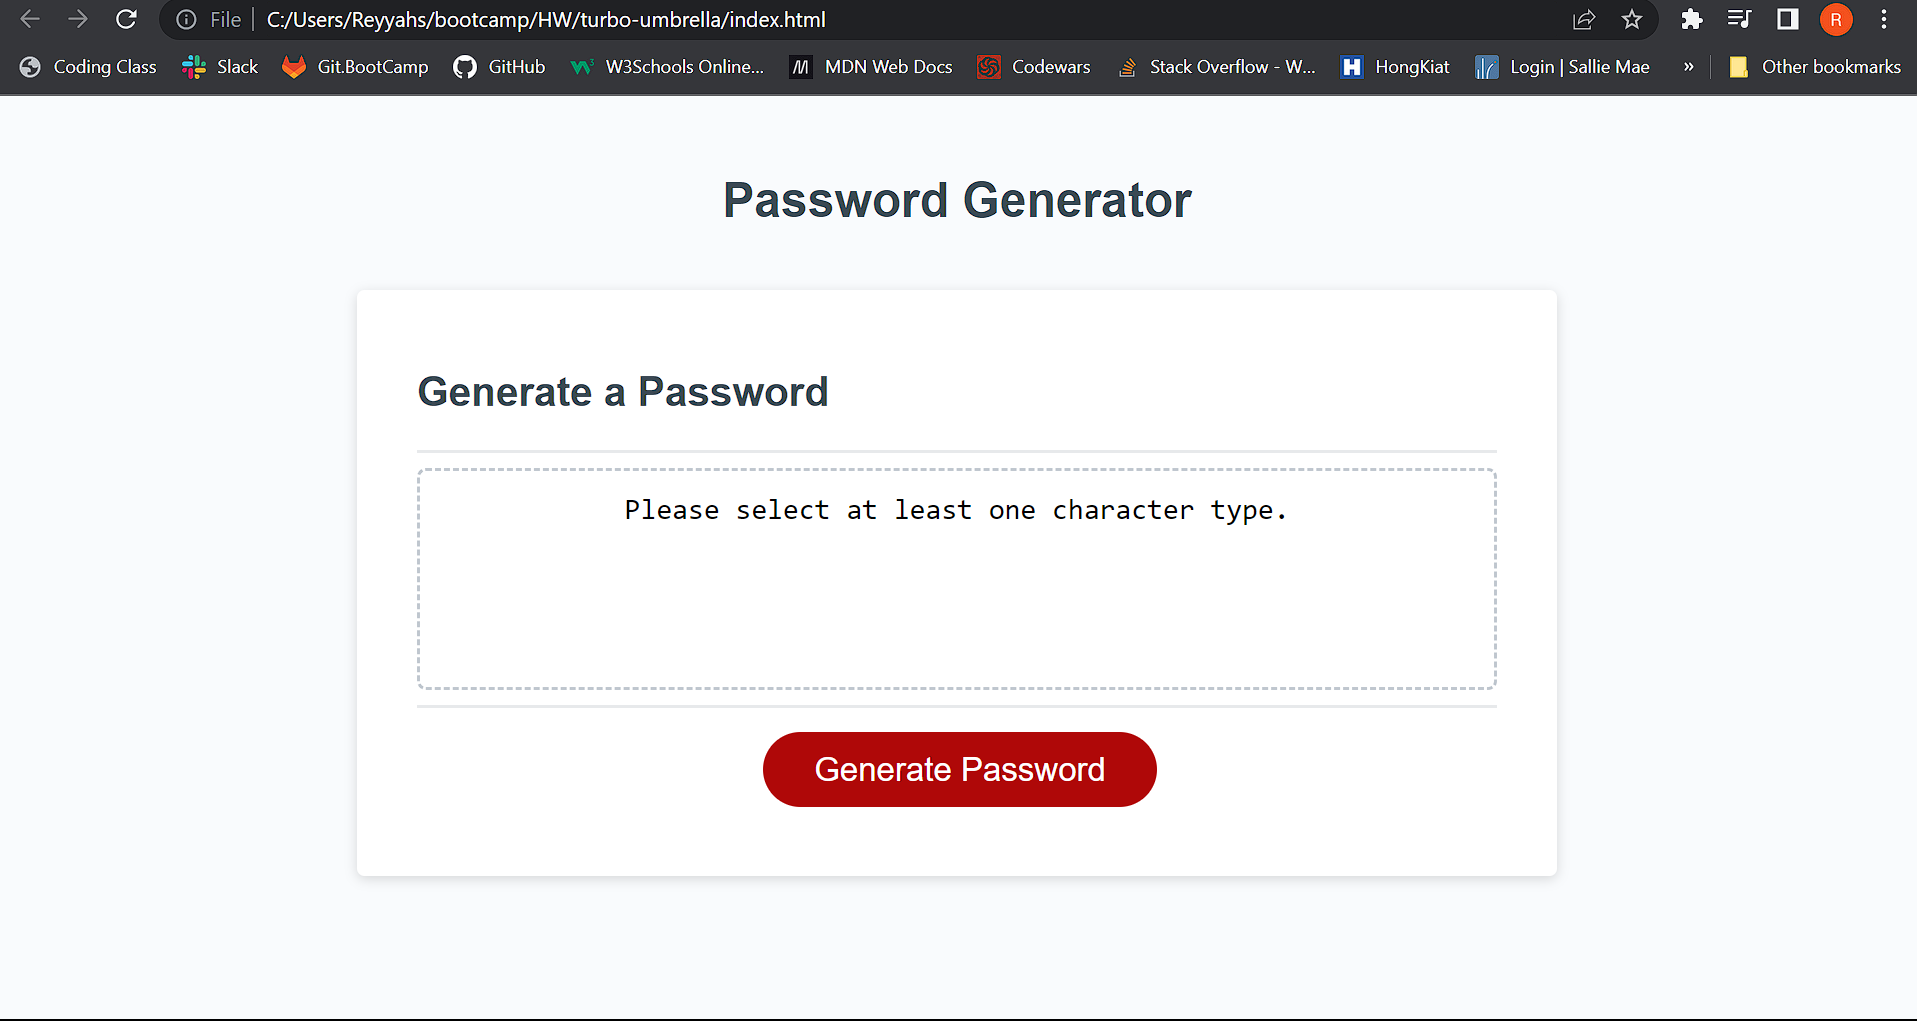 File C:/Users/Reyyahs/bootcamp/HW/turbo-umbrella/index.html R
Coding Class Slack Git.BootCamp GitHub W3Schools Online... MDN Web Docs Codewars Stack Overflow - W... H HongKiat Login | Sallie Mae » Other bookmarks
Password Generator
Generate a Password
Please select at least one character type.
Generate Password